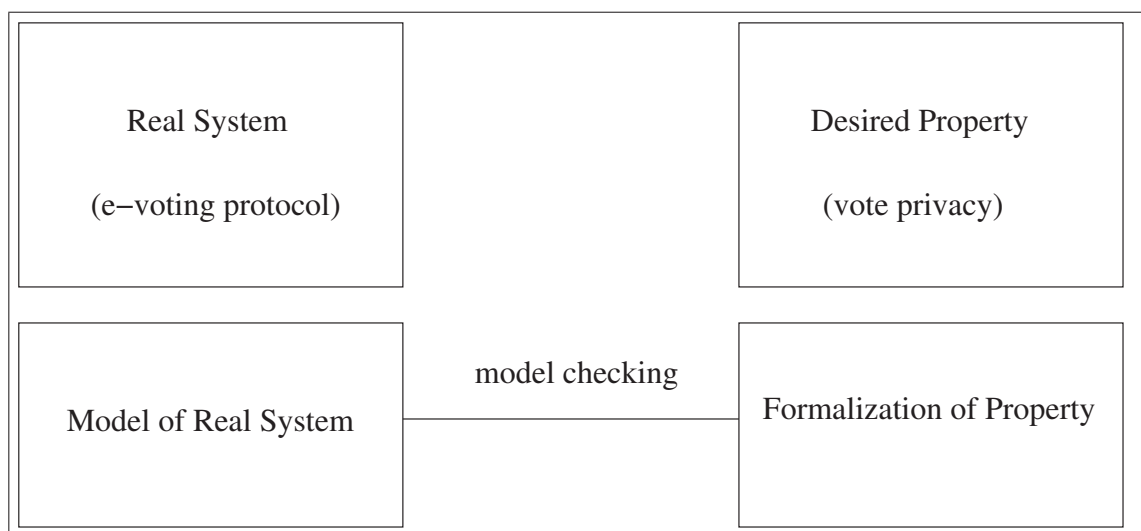 Real System
(e−voting protocol)
Desired Property
(vote privacy)
model checking
Model of Real System
Formalization of Property